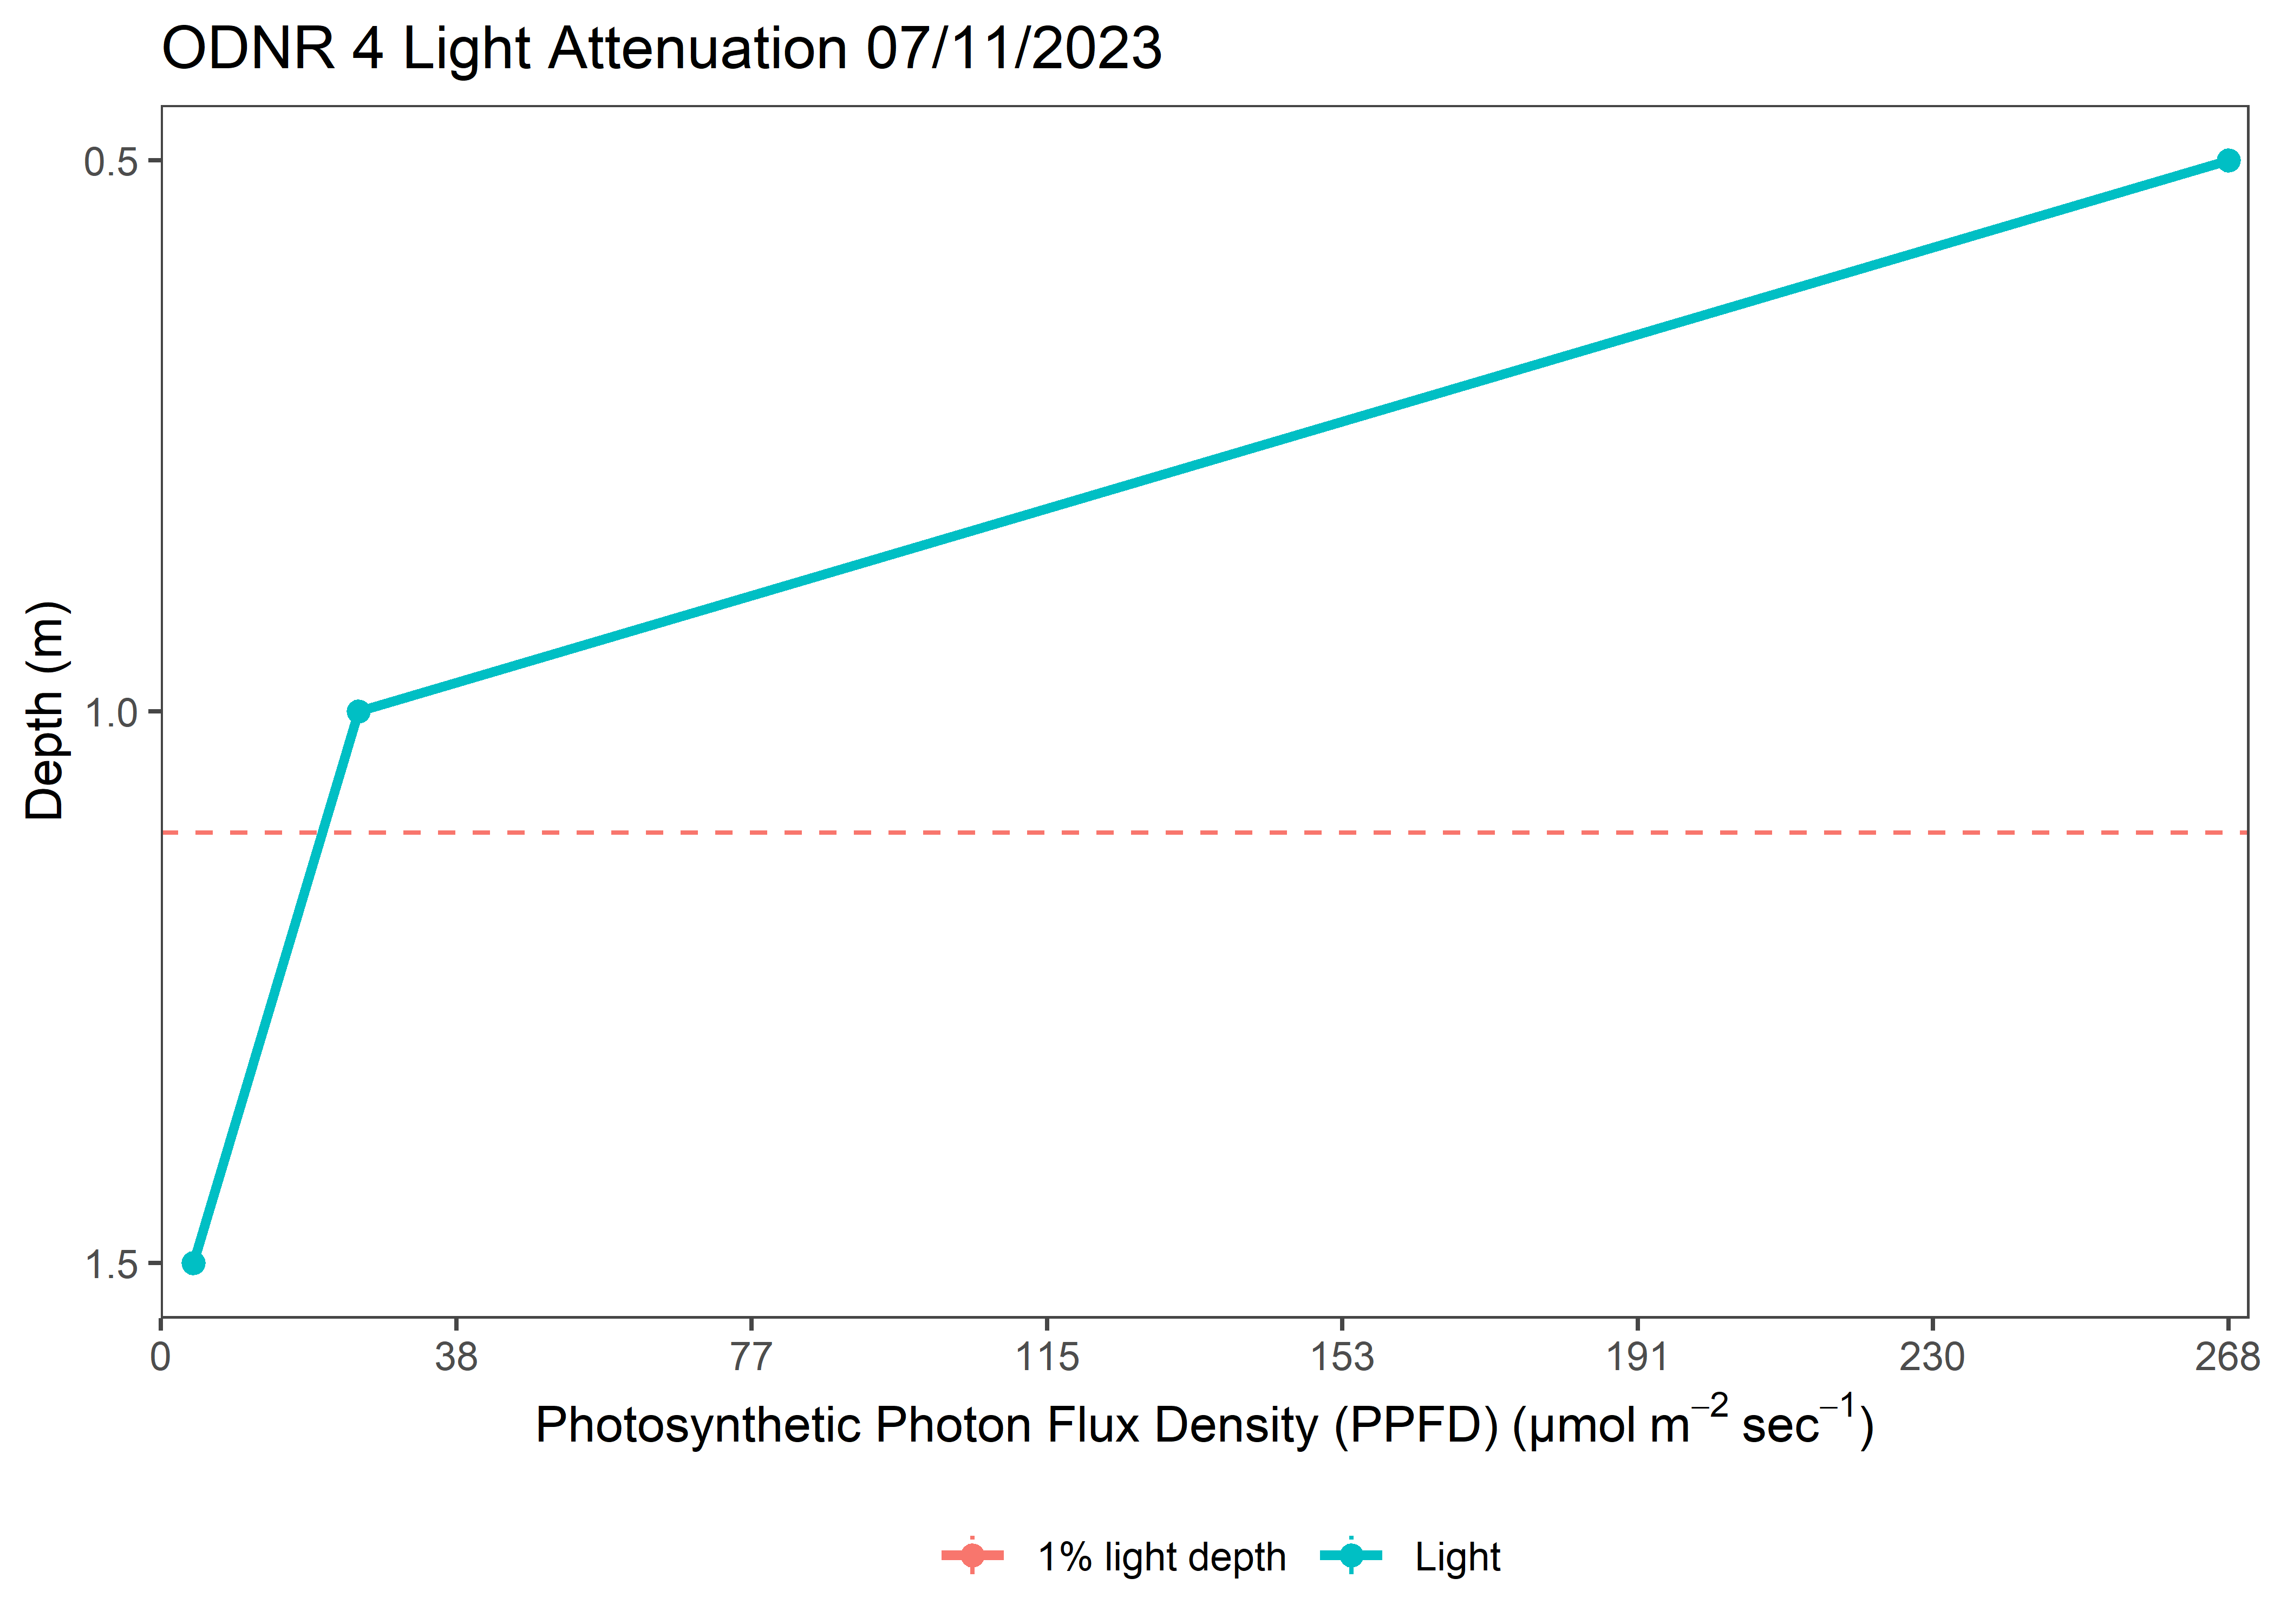 ODNR 4 Light Attenuation 07/11/2023
0.5
1.0
1.5
Depth (m)
0 38 77 115 153 191 230 268
Photosynthetic Photon Flux Density (PPFD) (μmol m⁻² sec⁻¹)
1% light depth Light